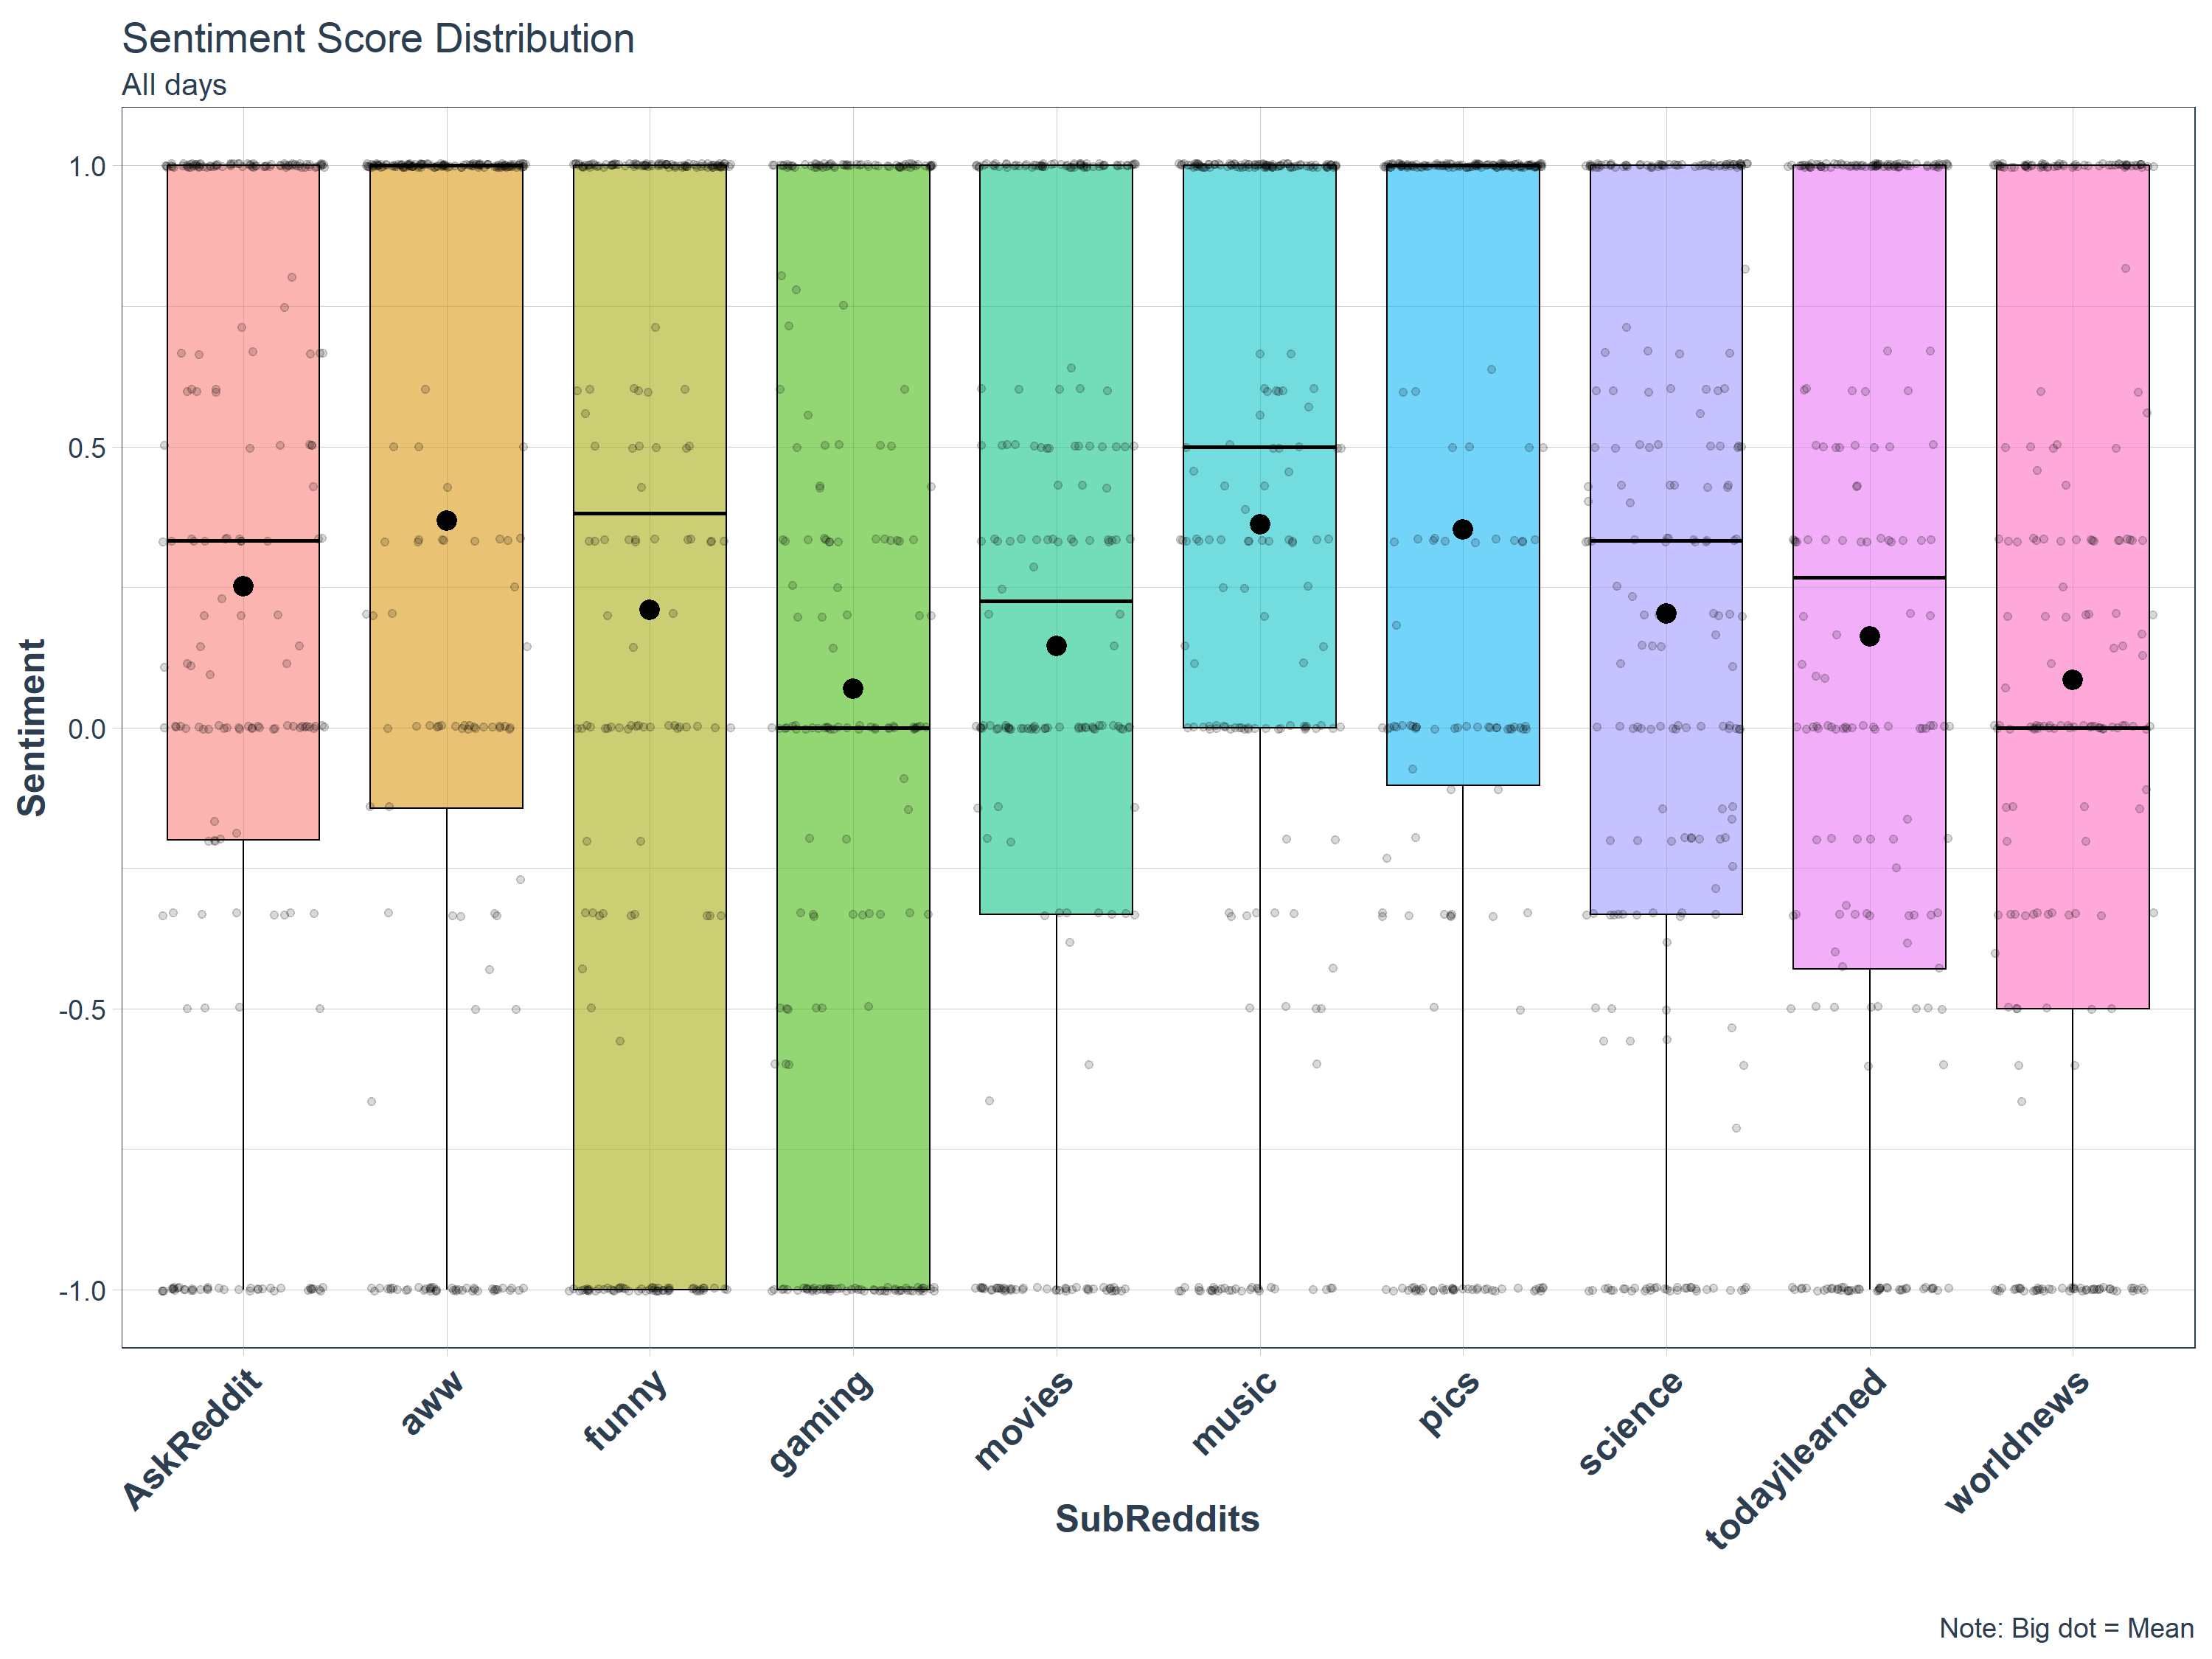 Sentiment Score Distribution
All days
Sentiment
1.0
0.5
0.0
-0.5
-1.0
AskReddit
aww
funny
gaming
movies
music
pics
science
todayilearned
worldnews
SubReddits
Note: Big dot = Mean